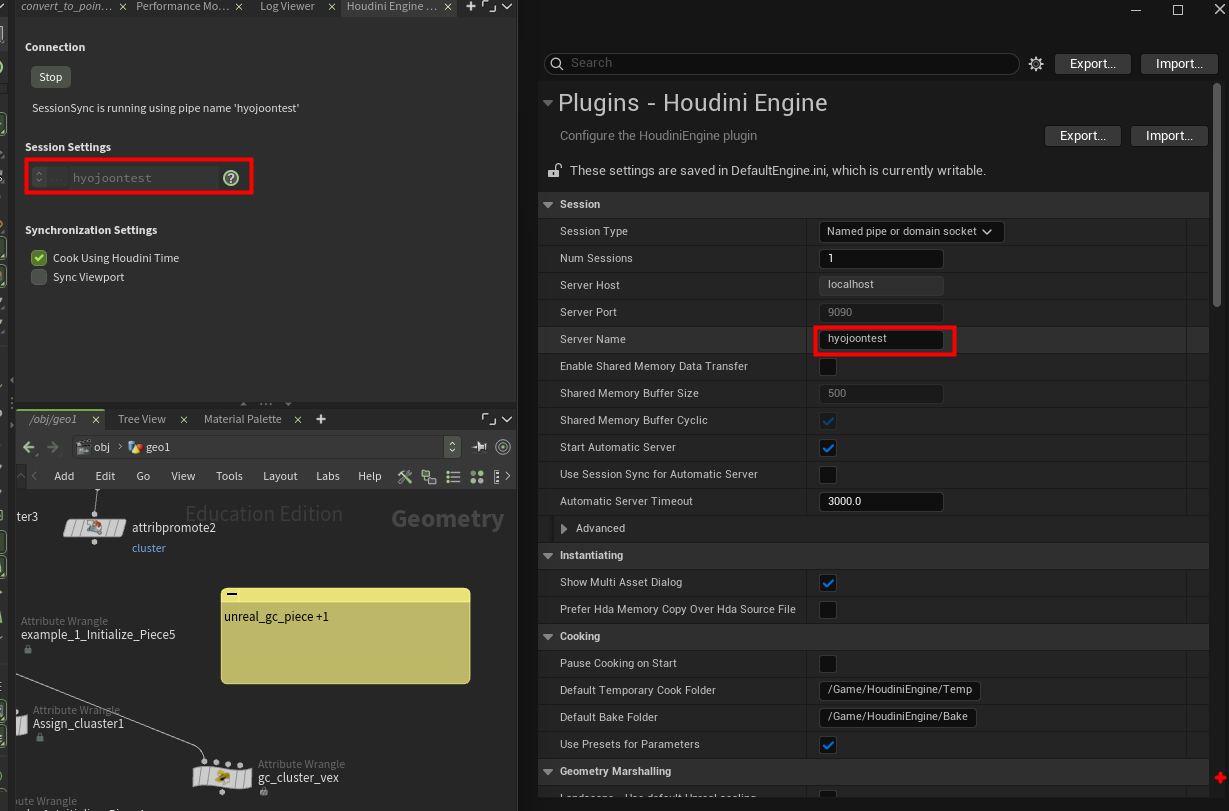 convert_to_poin...
Performance Mo...
Log Viewer
Houdini Engine ...
Connection
Stop
SessionSync is running using pipe name 'hyojoontest'
Session Settings
hyojoontest
Synchronization Settings
Cook Using Houdini Time
Sync Viewport
/obj/geo1
Tree View
Material Palette
obj
geo1
Add
Edit
Go
View
Tools
Layout
Labs
Help
Education Edition
Geometry
ter3
attribpromote2
cluster
unreal_gc_piece +1
Attribute Wrangle
example_1_Initialize_Piece5
Attribute Wrangle
Assign_cluaster1
Attribute Wrangle
gc_cluster_vex
bute Wrangle
Search
Export...
Import...
Plugins - Houdini Engine
Configure the HoudiniEngine plugin
Export...
Import...
These settings are saved in DefaultEngine.ini, which is currently writable.
Session
Session Type
Named pipe or domain socket
Num Sessions
1
Server Host
localhost
Server Port
9090
Server Name
hyojoontest
Enable Shared Memory Data Transfer
Shared Memory Buffer Size
500
Shared Memory Buffer Cyclic
Start Automatic Server
Use Session Sync for Automatic Server
Automatic Server Timeout
3000.0
Advanced
Instantiating
Show Multi Asset Dialog
Prefer Hda Memory Copy Over Hda Source File
Cooking
Pause Cooking on Start
Default Temporary Cook Folder
/Game/HoudiniEngine/Temp
Default Bake Folder
/Game/HoudiniEngine/Bake
Use Presets for Parameters
Geometry Marshalling
Landscape - Use default Unreal scaling